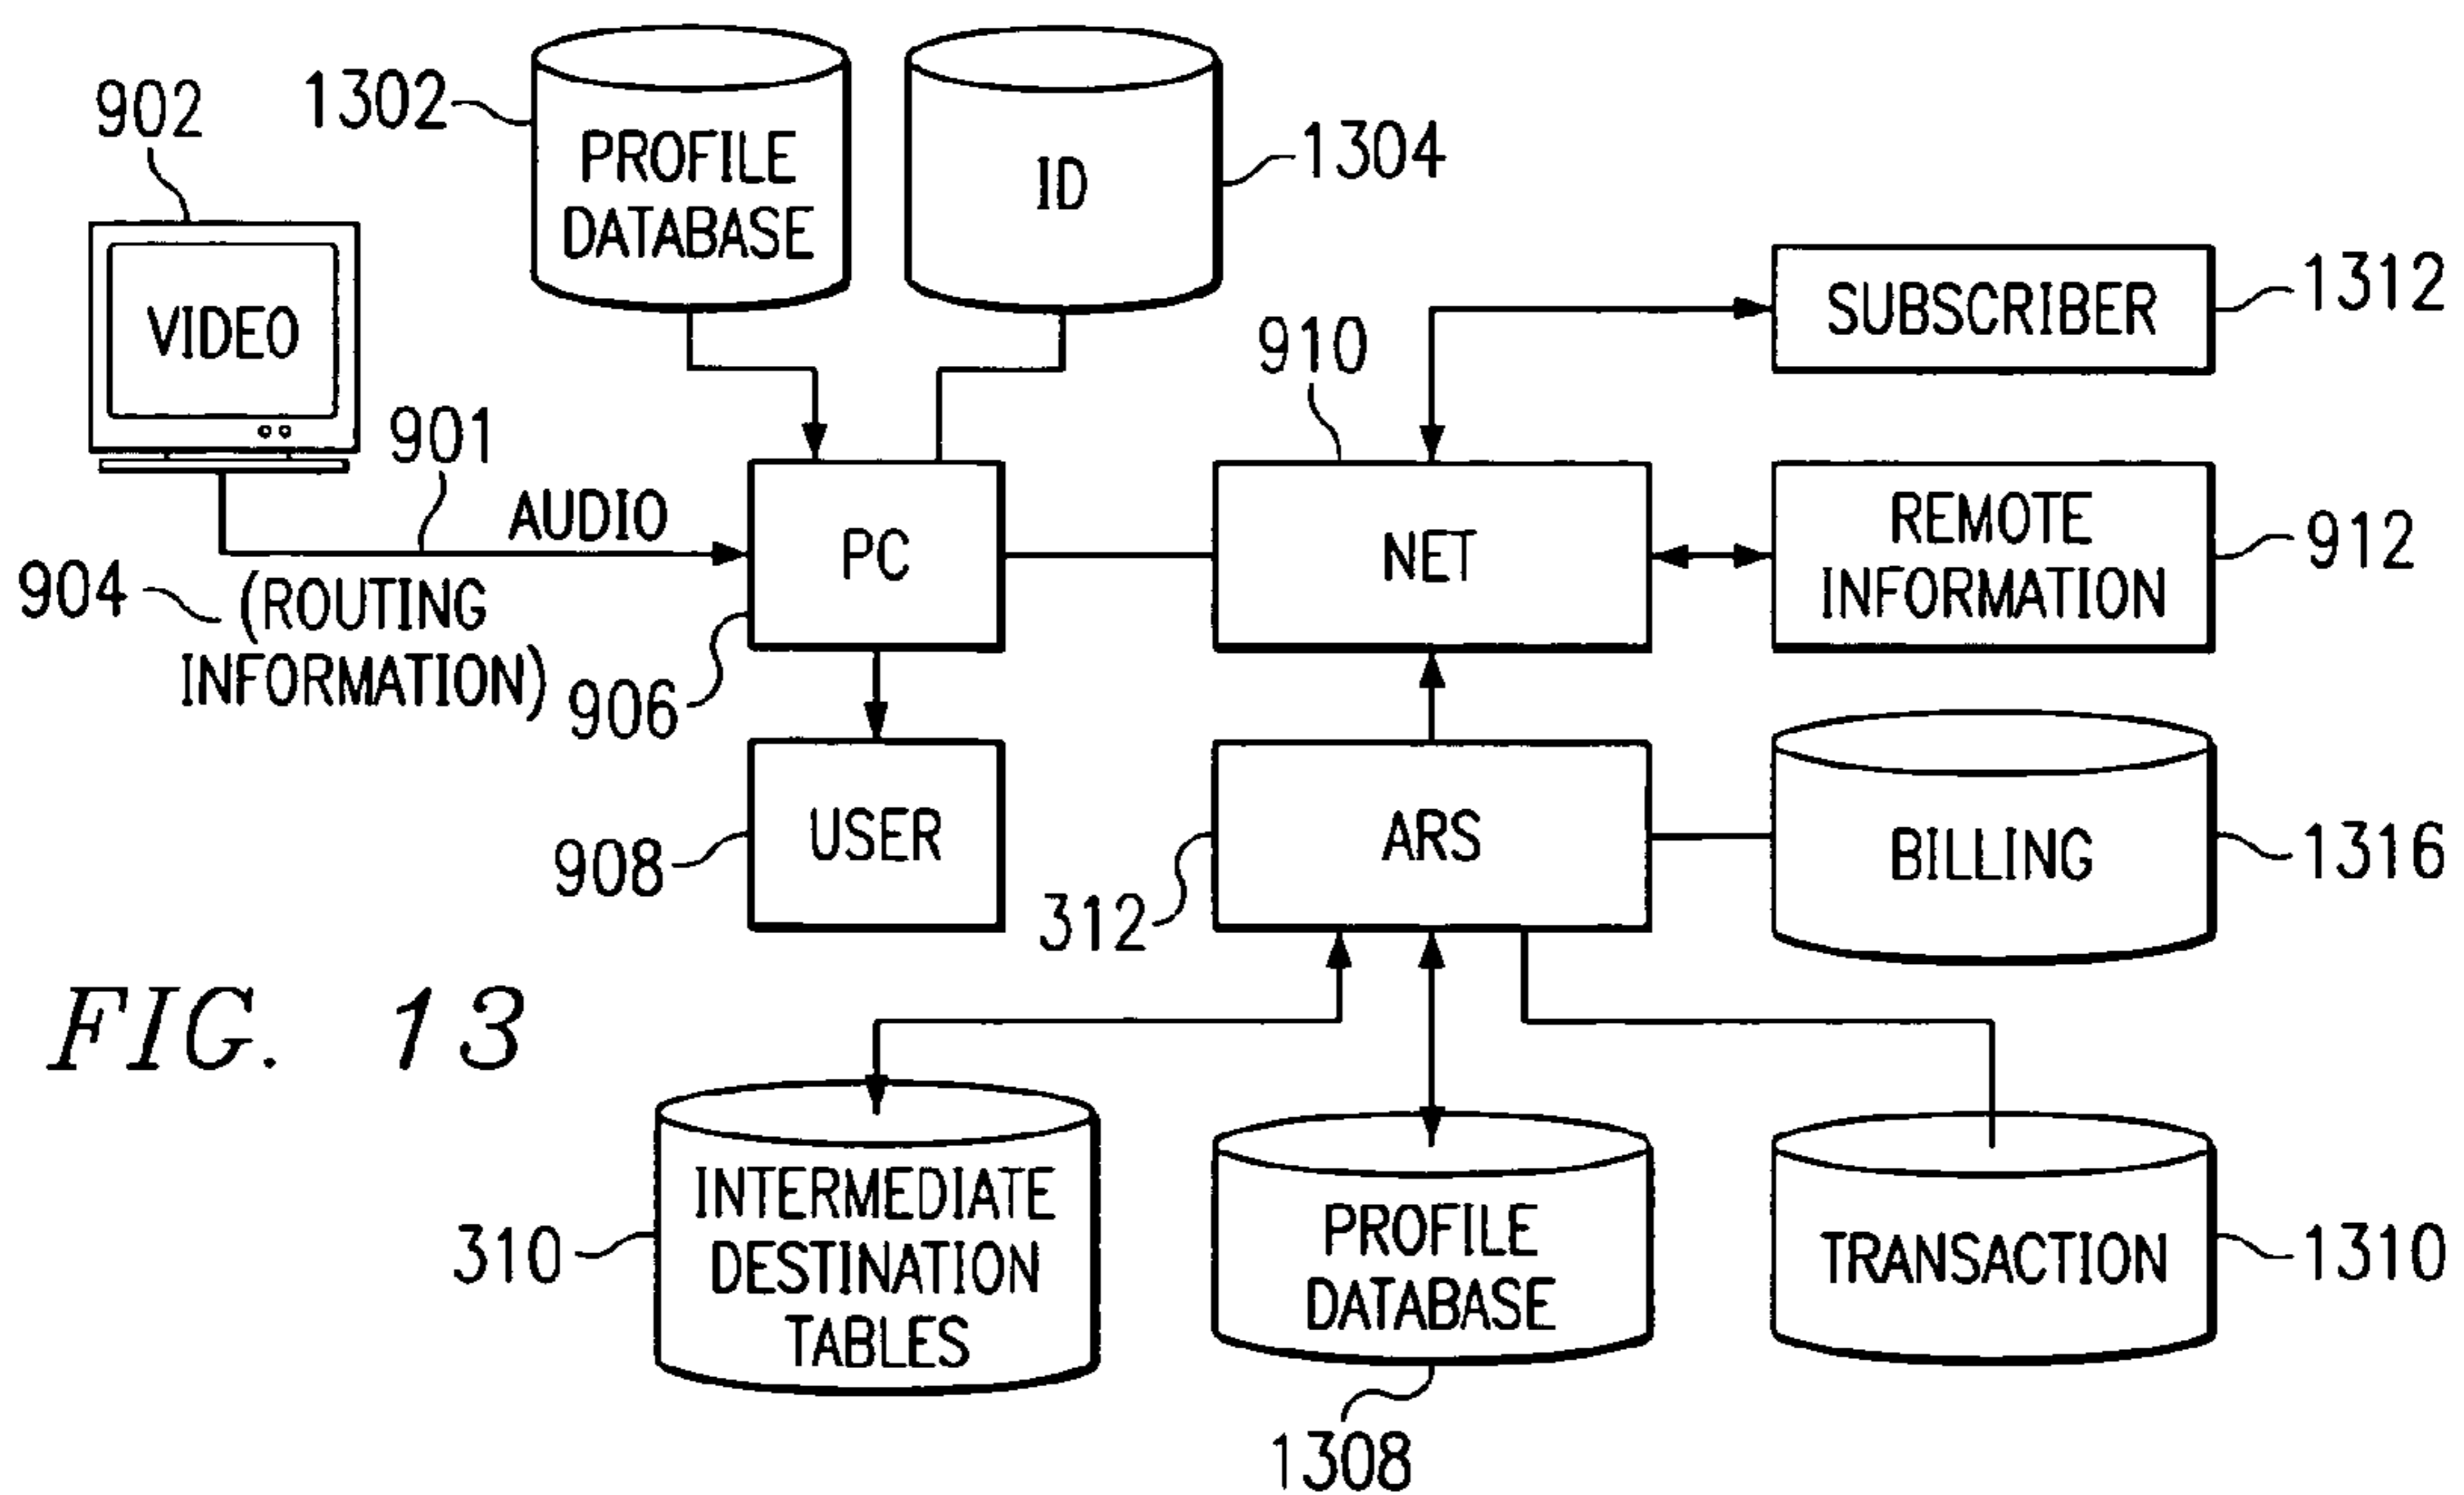 902
1302
PROFILE
DATABASE
ID
1304
VIDEO
SUBSCRIBER
1312
910
901
AUDIO
904
(ROUTING
INFORMATION)
PC
906
NET
REMOTE
INFORMATION
912
USER
908
ARS
312
BILLING
1316
FIG. 13
310
INTERMEDIATE
DESTINATION
TABLES
PROFILE
DATABASE
1308
TRANSACTION
1310